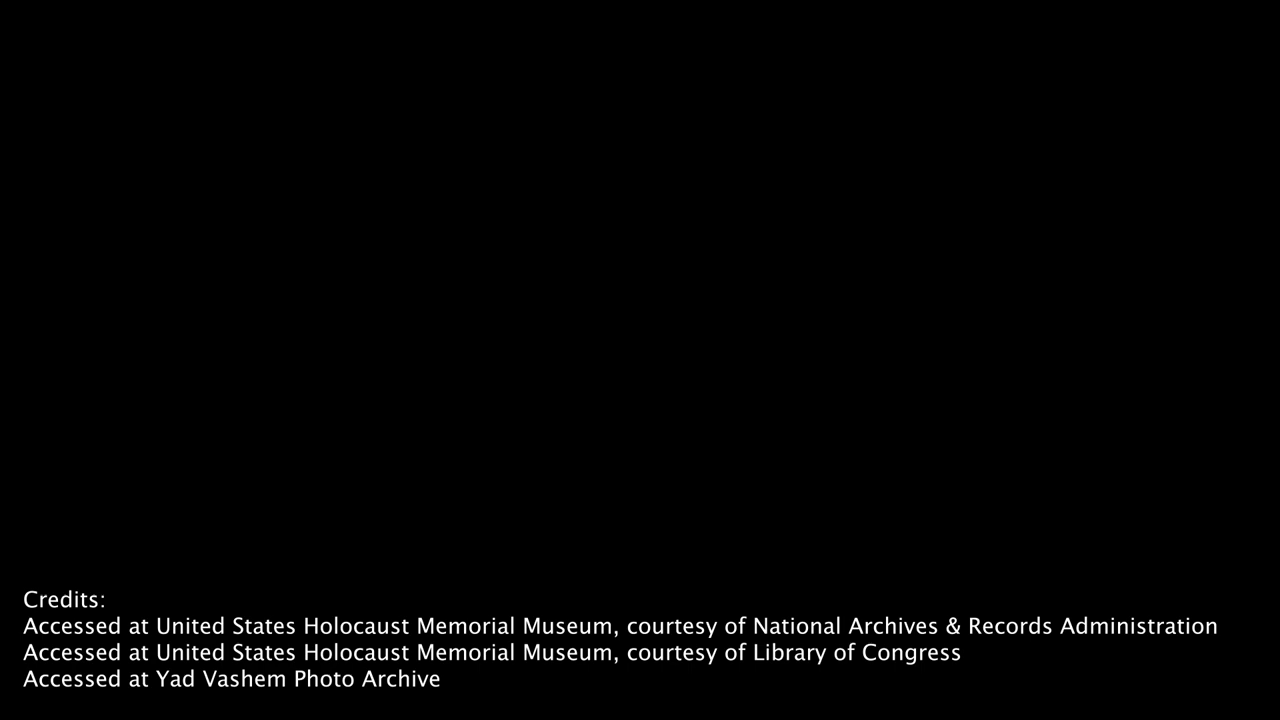 Credits:
Accessed at United States Holocaust Memorial Museum, courtesy of National Archives & Records Administration
Accessed at United States Holocaust Memorial Museum, courtesy of Library of Congress
Accessed at Yad Vashem Photo Archive